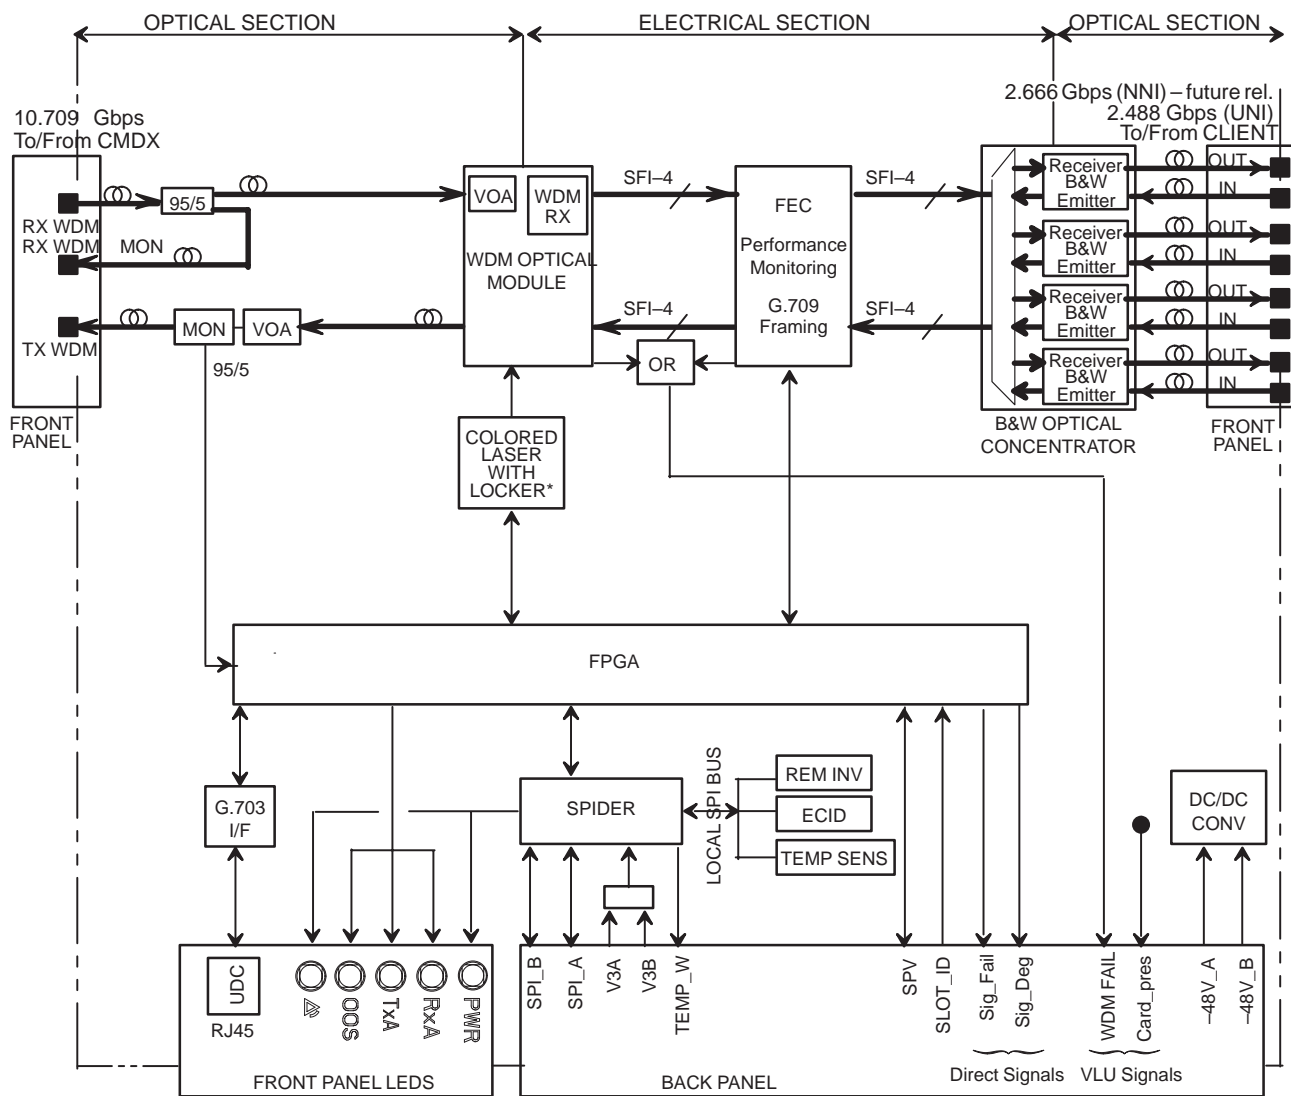 OPTICAL SECTION
ELECTRICAL SECTION
OPTICAL SECTION
2.666 Gbps (NNI) – future rel.
2.488 Gbps (UNI)
To/From CLIENT
10.709 Gbps
To/From CMDX
RX WDM
RX WDM
MON
TX WDM
FRONT
PANEL
95/5
MON
VOA
95/5
VOA
WDM
RX
WDM OPTICAL
MODULE
SFI–4
SFI–4
OR
FEC
Performance
Monitoring
G.709
Framing
SFI–4
SFI–4
Receiver
B&W
Emitter
OUT
IN
Receiver
B&W
Emitter
OUT
IN
Receiver
B&W
Emitter
OUT
IN
Receiver
B&W
Emitter
OUT
IN
B&W OPTICAL
CONCENTRATOR
FRONT
PANEL
COLORED
LASER
WITH
LOCKER*
FPGA
G.703
I/F
SPIDER
LOCAL SPI BUS
REM INV
ECID
TEMP SENS
DC/DC
CONV
UDC
RJ45
OOS
TxA
RxA
PWR
FRONT PANEL LEDS
SPI_B
SPI_A
V3A
V3B
TEMP_W
SPV
SLOT_ID
Sig_Fail
Sig_Deg
WDM FAIL
Card_pres
–48V_A
–48V_B
BACK PANEL
Direct Signals
VLU Signals